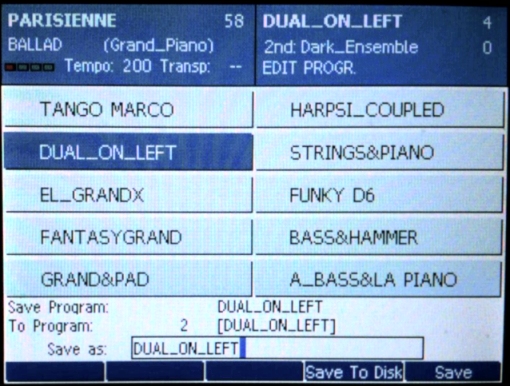 PARISIENNE 58
BALLAD (Grand_Piano)
Tempo: 200 Transp: --
DUAL_ON_LEFT 4
2nd: Dark_Ensemble 0
EDIT PROGR.
TANGO MARCO
HARPSI_COUPLED
DUAL_ON_LEFT
STRINGS&PIANO
EL_GRANDX
FUNKY D6
FANTASYGRAND
BASS&HAMMER
GRAND&PAD
A_BASS&LA PIANO
Save Program: DUAL_ON_LEFT
To Program: 2 [DUAL_ON_LEFT]
Save as: DUAL_ON_LEFT
Save To Disk Save